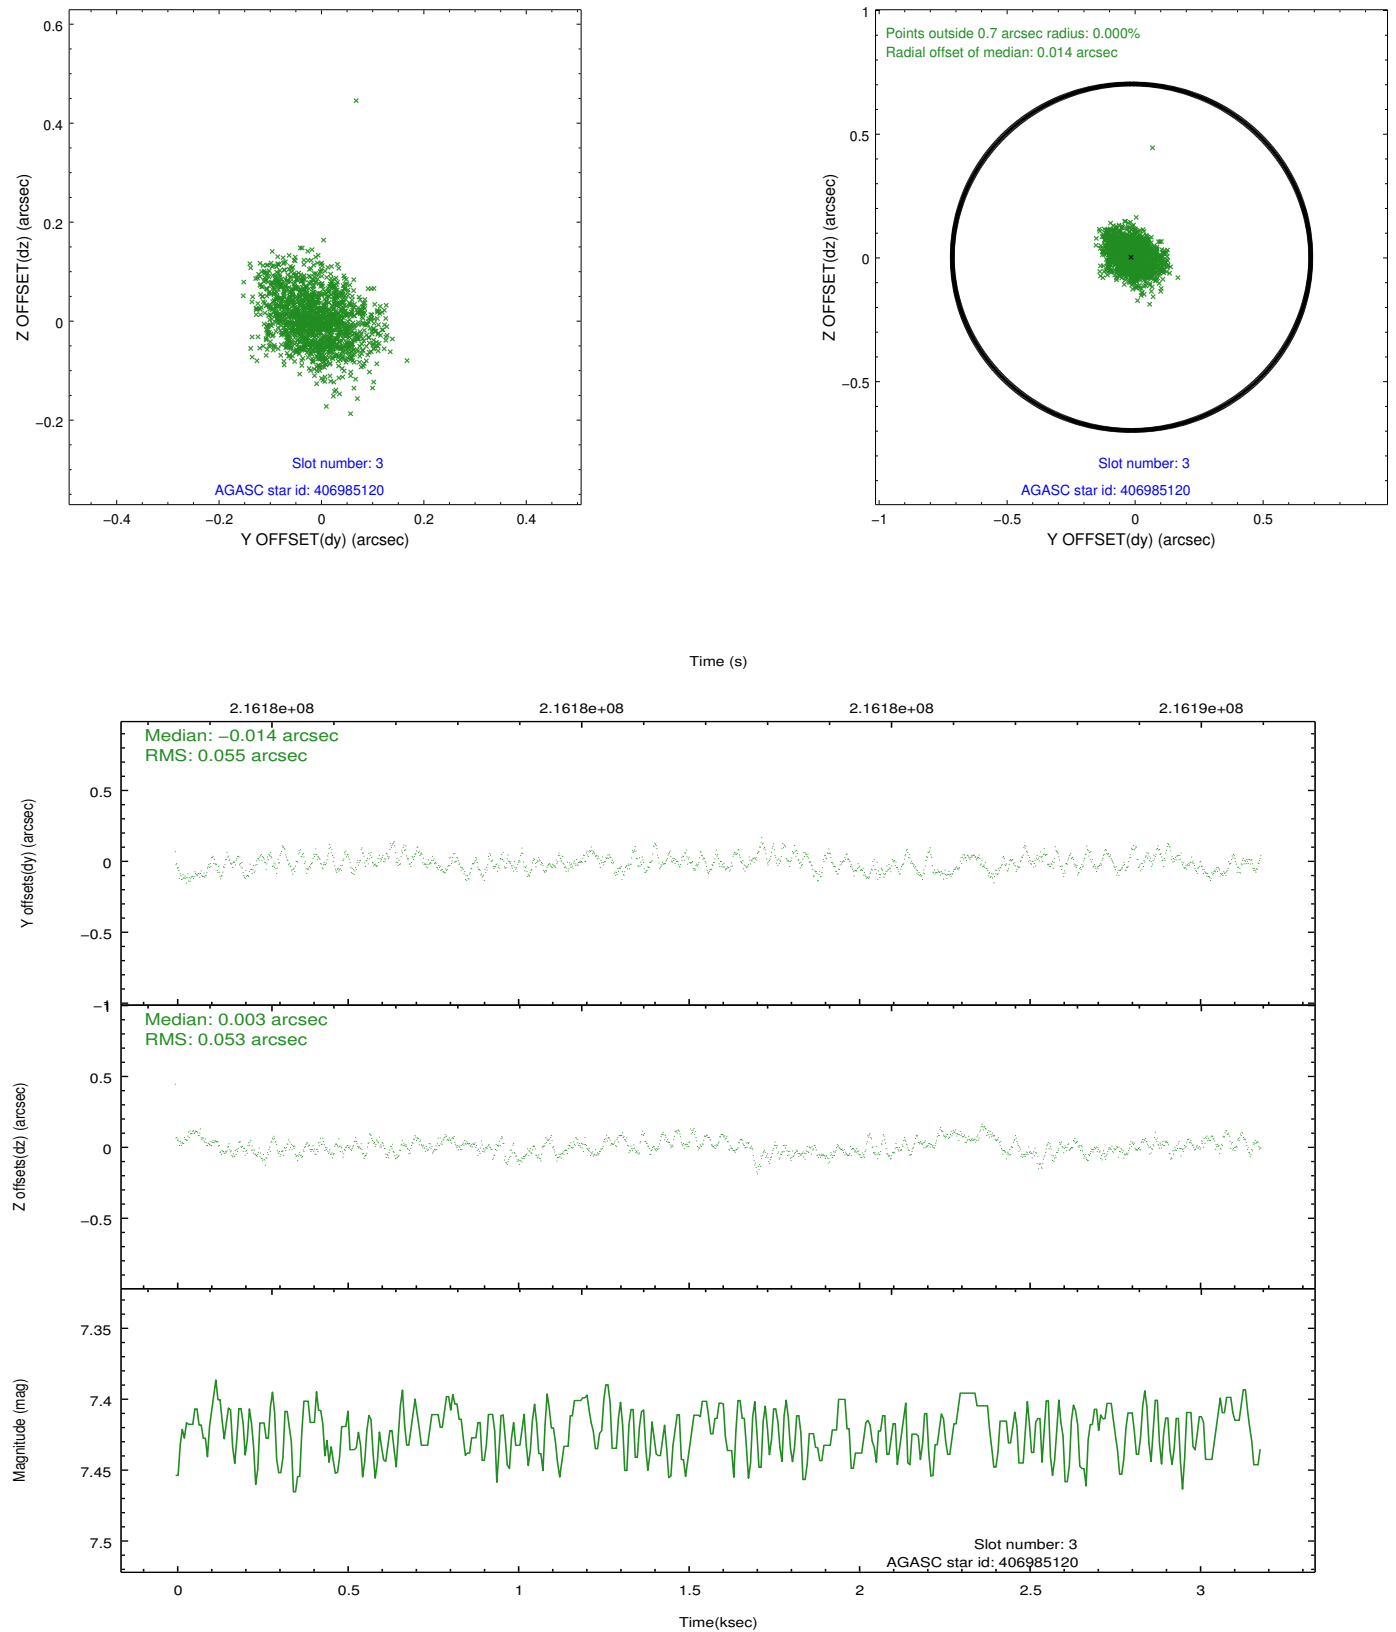 0.6
0.4
0.2
0
−0.2
Z OFFSET(dz) (arcsec)
Slot number: 3
AGASC star id: 406985120
−0.4
−0.2
0
0.2
0.4
Y OFFSET(dy) (arcsec)
1
0.5
0
−0.5
Z OFFSET(dz) (arcsec)
Points outside 0.7 arcsec radius: 0.000%
Radial offset of median: 0.014 arcsec
Slot number: 3
AGASC star id: 406985120
−1
−0.5
0
0.5
Y OFFSET(dy) (arcsec)
Time (s)
2.1618e+08
2.1618e+08
2.1618e+08
2.1619e+08
Median: −0.014 arcsec
RMS: 0.055 arcsec
0.5
0
−0.5
−1
Y offsets(dy) (arcsec)
Median: 0.003 arcsec
RMS: 0.053 arcsec
1
0.5
0
−0.5
Z offsets(dz) (arcsec)
7.35
7.4
7.45
7.5
Magnitude (mag)
Slot number: 3
AGASC star id: 406985120
0
0.5
1
1.5
2
2.5
3
Time(ksec)